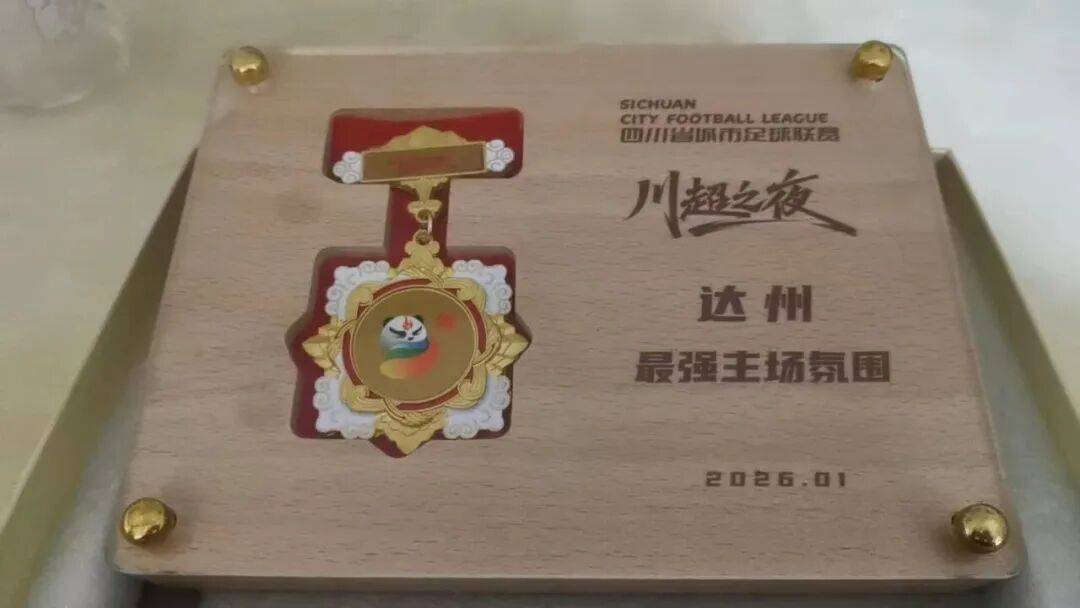 SICHUAN
CITY FOOTBALL LEAGUE
四川省城市足球联赛
川超之夜
达州
最强主场氛围
2026.01